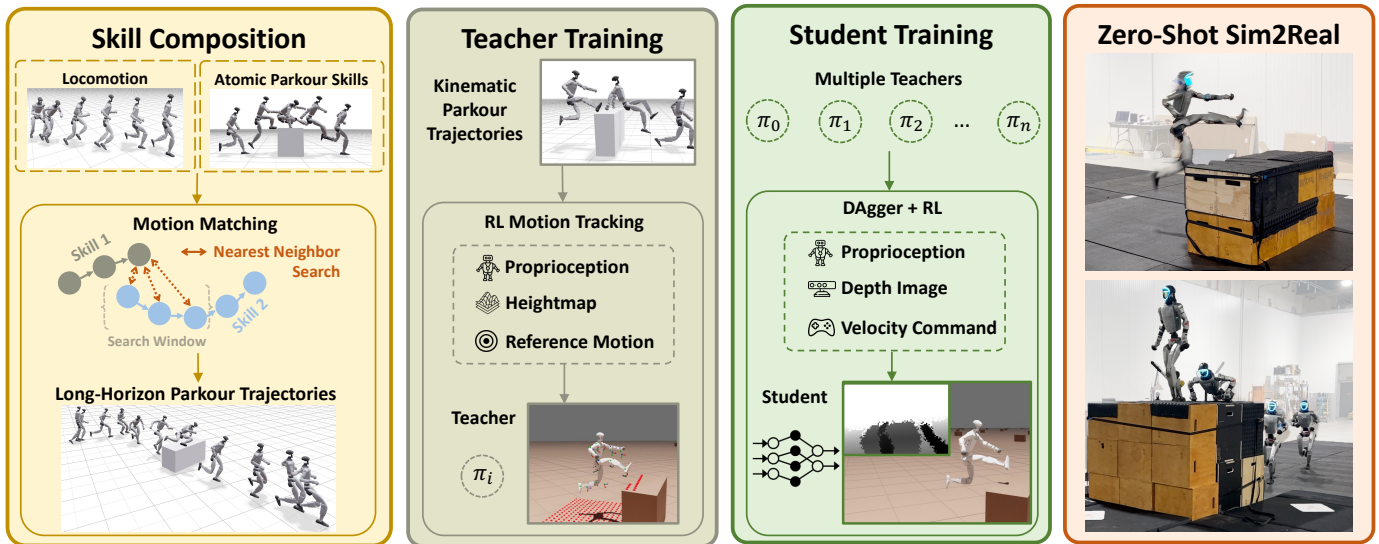 Skill Composition
Locomotion
Atomic Parkour Skills
Motion Matching
Skill 1
Nearest Neighbor
Search
Skill 2
Search Window
Long-Horizon Parkour Trajectories
Teacher Training
Kinematic
Parkour
Trajectories
RL Motion Tracking
Proprioception
Heightmap
Reference Motion
Teacher
π_i
Student Training
Multiple Teachers
π_0 π_1 π_2 ... π_n
DAgger + RL
Proprioception
Depth Image
Velocity Command
Student
Zero-Shot Sim2Real